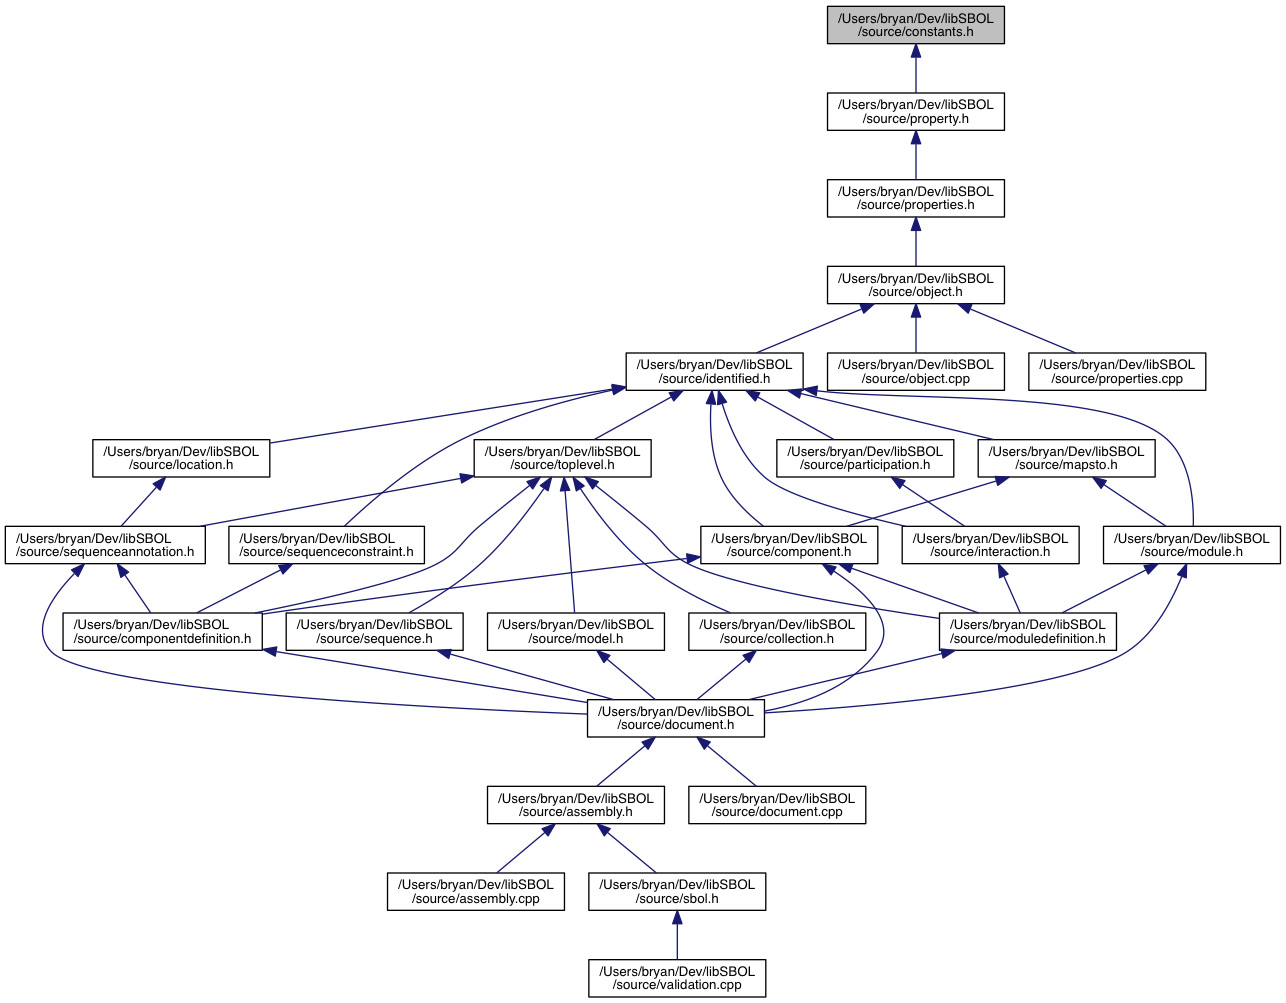 /Users/bryan/Dev/libSBOL
/source/constants.h
/Users/bryan/Dev/libSBOL
/source/property.h
/Users/bryan/Dev/libSBOL
/source/properties.h
/Users/bryan/Dev/libSBOL
/source/object.h
/Users/bryan/Dev/libSBOL
/source/identified.h
/Users/bryan/Dev/libSBOL
/source/object.cpp
/Users/bryan/Dev/libSBOL
/source/properties.cpp
/Users/bryan/Dev/libSBOL
/source/location.h
/Users/bryan/Dev/libSBOL
/source/toplevel.h
/Users/bryan/Dev/libSBOL
/source/participation.h
/Users/bryan/Dev/libSBOL
/source/mapsto.h
/Users/bryan/Dev/libSBOL
/source/sequenceannotation.h
/Users/bryan/Dev/libSBOL
/source/sequenceconstraint.h
/Users/bryan/Dev/libSBOL
/source/component.h
/Users/bryan/Dev/libSBOL
/source/interaction.h
/Users/bryan/Dev/libSBOL
/source/module.h
/Users/bryan/Dev/libSBOL
/source/componentdefinition.h
/Users/bryan/Dev/libSBOL
/source/sequence.h
/Users/bryan/Dev/libSBOL
/source/model.h
/Users/bryan/Dev/libSBOL
/source/collection.h
/Users/bryan/Dev/libSBOL
/source/moduledefinition.h
/Users/bryan/Dev/libSBOL
/source/document.h
/Users/bryan/Dev/libSBOL
/source/assembly.h
/Users/bryan/Dev/libSBOL
/source/document.cpp
/Users/bryan/Dev/libSBOL
/source/assembly.cpp
/Users/bryan/Dev/libSBOL
/source/sbol.h
/Users/bryan/Dev/libSBOL
/source/validation.cpp